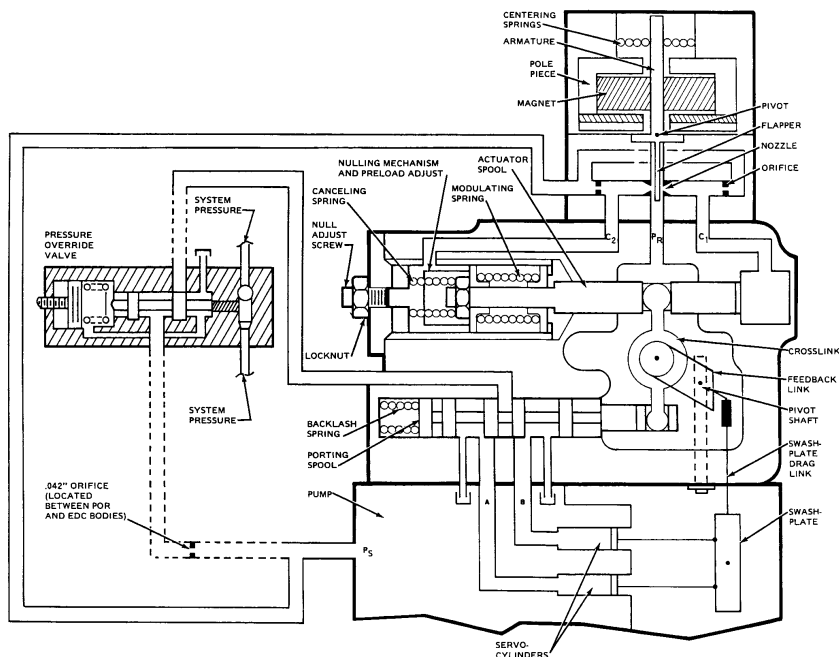 CENTERING
SPRINGS
ARMATURE
POLE
PIECE
MAGNET
PIVOT
FLAPPER
NOZZLE
ORIFICE
NULLING MECHANISM
AND PRELOAD ADJUST
ACTUATOR
SPOOL
CANCELING
SPRING
MODULATING
SPRING
NULL
ADJUST
SCREW
SYSTEM
PRESSURE
PRESSURE
OVERRIDE
VALVE
C2
PR
C1
LOCKNUT
CROSSLINK
FEEDBACK
LINK
PIVOT
SHAFT
SYSTEM
PRESSURE
BACKLASH
SPRING
PORTING
SPOOL
SWASH-
PLATE
DRAG
LINK
.042" ORIFICE
(LOCATED
BETWEEN POR
AND EDC BODIES)
PUMP
A
B
SWASH-
PLATE
PS
SERVO-
CYLINDERS